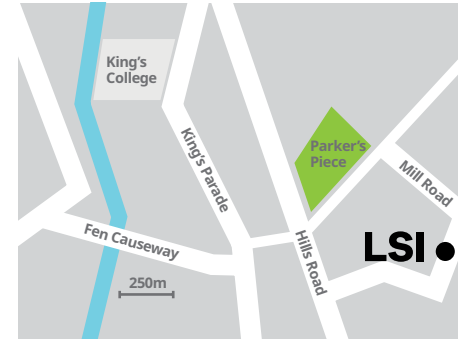 King's
College
King's Parade
Parker's
Piece
Mill Road
Fen Causeway
Hills Road
LSI
250m